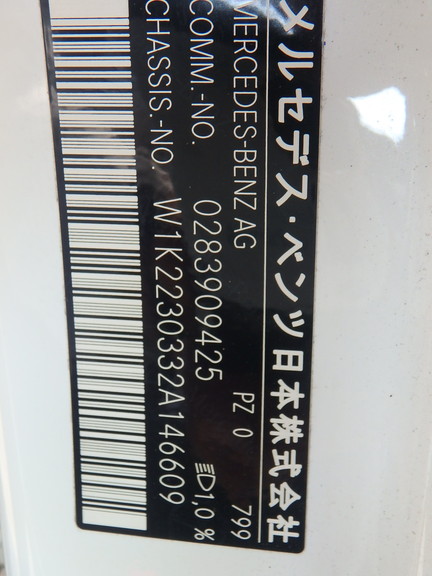 メルセデス・ベンツ日本株式会社
MERCEDES-BENZ AG PZ 0 799
COMM.-NO. 0283909425 1,0 %
CHASSIS.-NO W1K2230332A146609